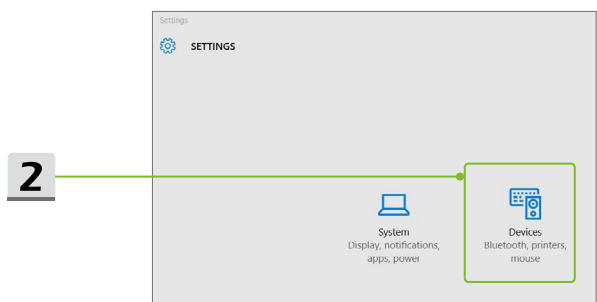 Settings
SETTINGS
2
System
Display, notifications,
apps, power
Devices
Bluetooth, printers,
mouse